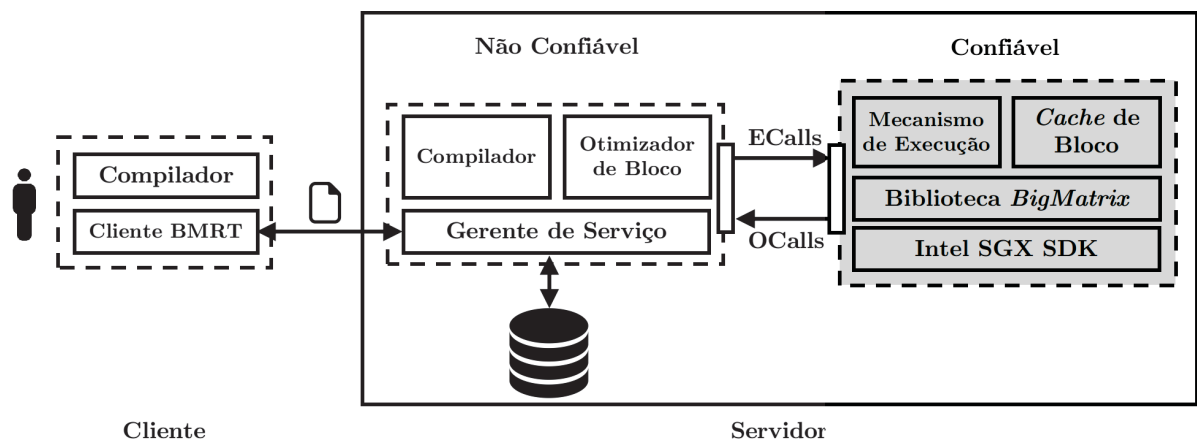 Não Confiável
Confiável
Compilador
Cliente BMRT
Compilador
Otimizador
de Bloco
Gerente de Serviço
ECalls
OCalls
Mecanismo
de Execução
Cache de
Bloco
Biblioteca BigMatrix
Intel SGX SDK
Cliente
Servidor